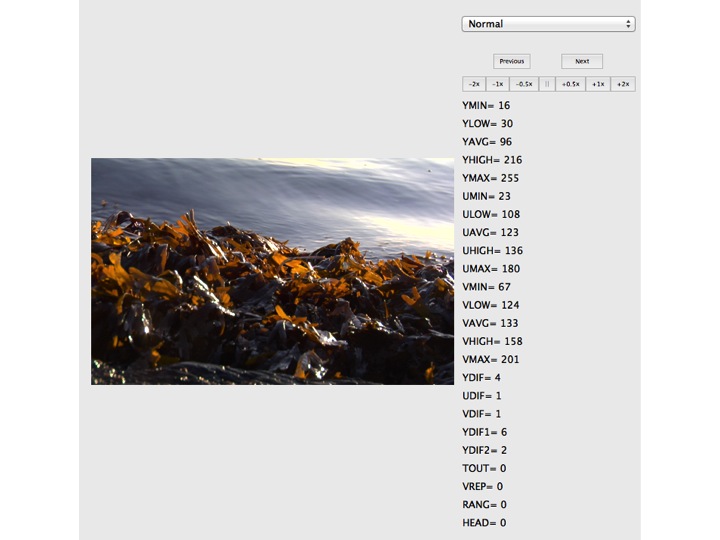 Normal
Previous Next
-2x -1x -0.5x || +0.5x +1x +2x
YMIN= 16
YLOW= 30
YAVG= 96
YHIGH= 216
YMAX= 255
UMIN= 23
ULOW= 108
UAVG= 123
UHIGH= 136
UMAX= 180
VMIN= 67
VLOW= 124
VAVG= 133
VHIGH= 158
VMAX= 201
YDIF= 4
UDIF= 1
VDIF= 1
YDIF1= 6
YDIF2= 2
TOUT= 0
VREP= 0
RANG= 0
HEAD= 0